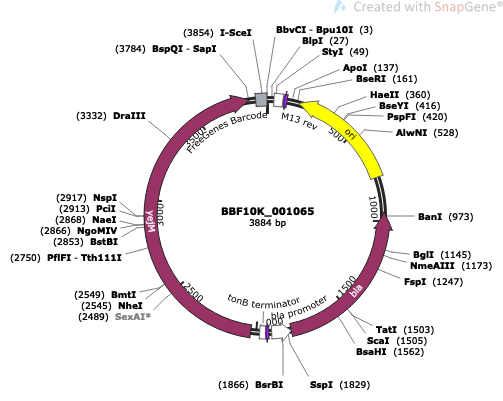 Created with SnapGene®
(3854) I-SceI
(3784) BspQI - SapI
BbvCI - Bpu10I (3)
BlpI (27)
StyI (49)
ApoI (137)
BseRI (161)
HaeII (360)
BseYI (416)
PspFI (420)
AlwNI (528)
(3332) DraIII
FreeGenes Barcode
M13 rev
ori
500
3500
(2917) NspI
(2913) PciI
(2868) NaeI
(2866) NgoMIV
(2853) BstBI
(2750) PflFI - Tth111I
yejM
3000
BBF10K_001065
3884 bp
1000
BanI (973)
BglI (1145)
NmeAIII (1173)
FspI (1247)
(2549) BmtI
(2545) NheI
(2489) SexAI*
2500
tonB terminator
bla promoter
1500
bla
TatI (1503)
ScaI (1505)
BsaHI (1562)
(1866) BsrBI
SspI (1829)